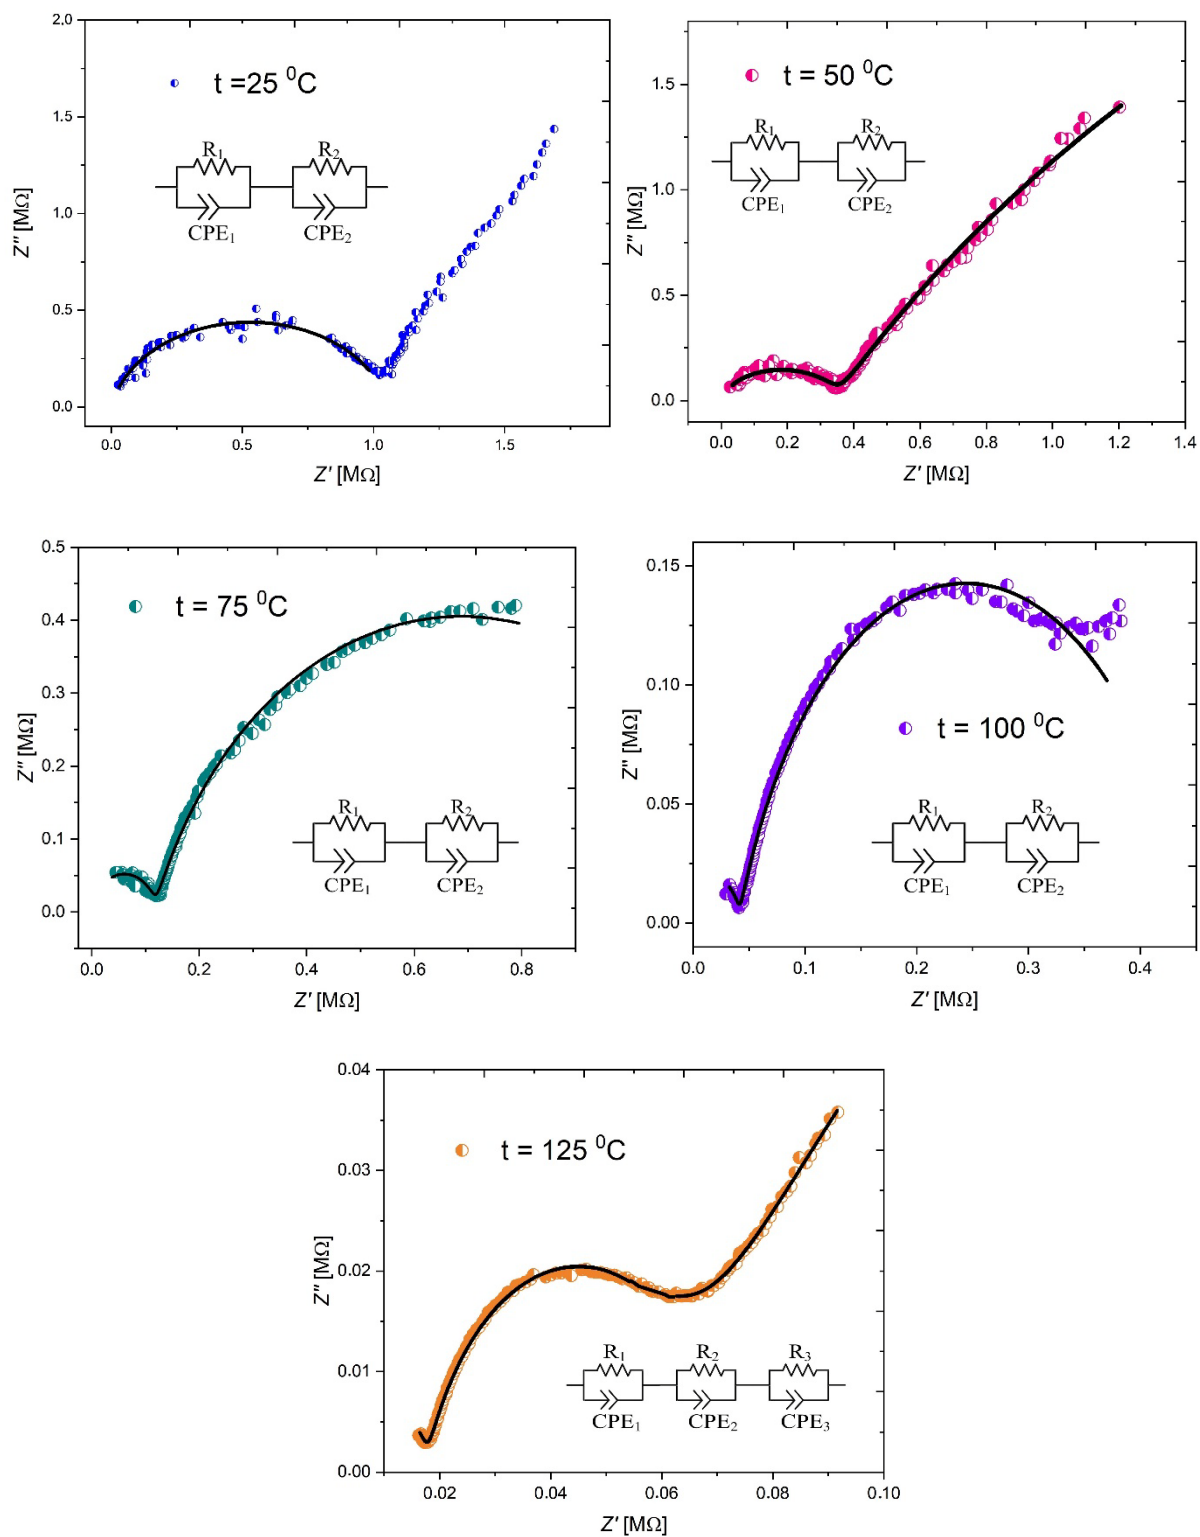 2.0
1.5
1.0
0.5
0.0
Z'' [MΩ]
t =25 ⁰C
R₁
R₂
CPE₁
CPE₂
0.0 0.5 1.0 1.5
Z' [MΩ]
1.5
1.0
0.5
0.0
Z'' [MΩ]
t = 50 ⁰C
R₁
R₂
CPE₁
CPE₂
0.0 0.2 0.4 0.6 0.8 1.0 1.2 1.4
Z' [MΩ]
0.5
0.4
0.3
0.2
0.1
0.0
Z'' [MΩ]
t = 75 ⁰C
R₁
R₂
CPE₁
CPE₂
0.0 0.2 0.4 0.6 0.8
Z' [MΩ]
0.15
0.10
0.05
0.00
Z'' [MΩ]
t = 100 ⁰C
R₁
R₂
CPE₁
CPE₂
0.0 0.1 0.2 0.3 0.4
Z' [MΩ]
0.04
0.03
0.02
0.01
0.00
Z'' [MΩ]
t = 125 ⁰C
R₁
R₂
R₃
CPE₁
CPE₂
CPE₃
0.02 0.04 0.06 0.08 0.10
Z' [MΩ]